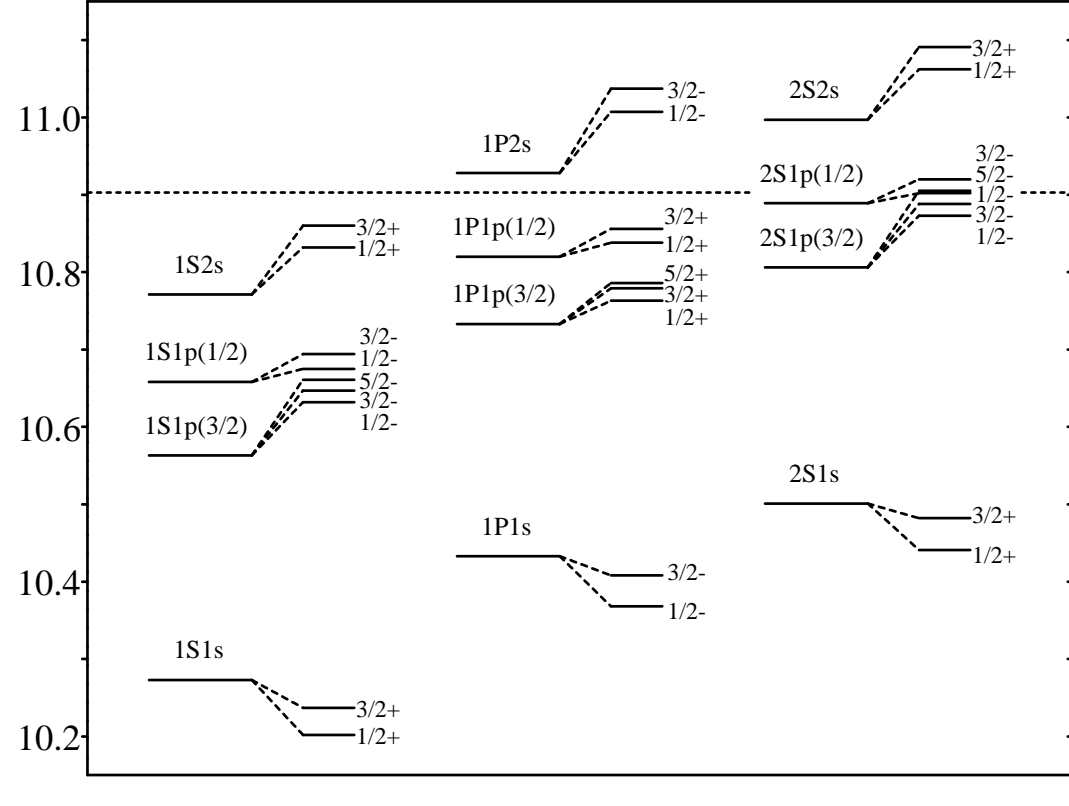 11.0
10.8
10.6
10.4
10.2
1S2s
3/2+
1/2+
1S1p(1/2)
3/2-
1/2-
1S1p(3/2)
5/2-
3/2-
1/2-
1S1s
3/2+
1/2+
1P2s
3/2-
1/2-
1P1p(1/2)
3/2+
1/2+
1P1p(3/2)
5/2+
3/2+
1/2+
1P1s
3/2-
1/2-
2S2s
3/2+
1/2+
2S1p(1/2)
3/2-
5/2-
1/2-
2S1p(3/2)
3/2-
1/2-
2S1s
3/2+
1/2+